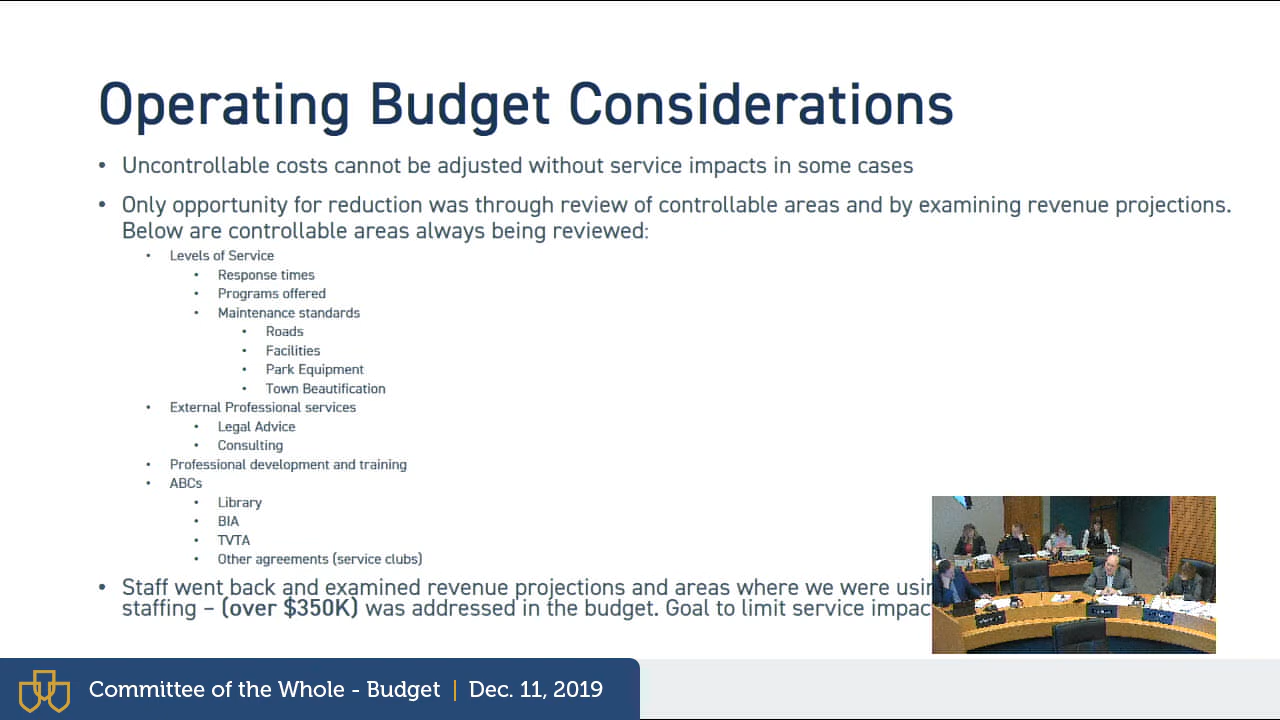 Operating Budget Considerations
• Uncontrollable costs cannot be adjusted without service impacts in some cases
• Only opportunity for reduction was through review of controllable areas and by examining revenue projections.
Below are controllable areas always being reviewed:
• Levels of Service
• Response times
• Programs offered
• Maintenance standards
• Roads
• Facilities
• Park Equipment
• Town Beautification
• External Professional services
• Legal Advice
• Consulting
• Professional development and training
• ABCs
• Library
• BIA
• TVTA
• Other agreements (service clubs)
• Staff went back and examined revenue projections and areas where we were
staffing – (over $350K) was addressed in the budget. Goal to limit service
Committee of the Whole - Budget | Dec. 11, 2019